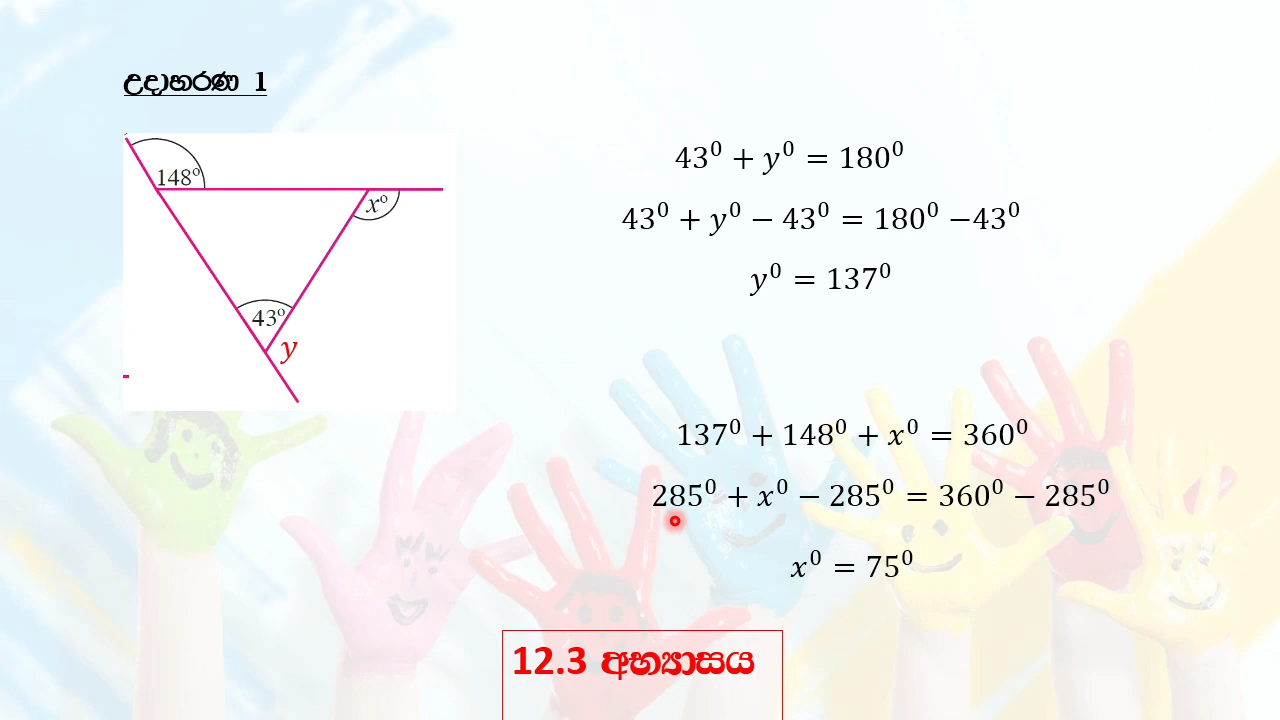 උදාහරණ 1
148⁰
x⁰
43⁰
y
43⁰ + y⁰ = 180⁰
43⁰ + y⁰ − 43⁰ = 180⁰ −43⁰
y⁰ = 137⁰
137⁰ + 148⁰ + x⁰ = 360⁰
285⁰ + x⁰ − 285⁰ = 360⁰ − 285⁰
x⁰ = 75⁰
12.3 අභ්‍යාසය